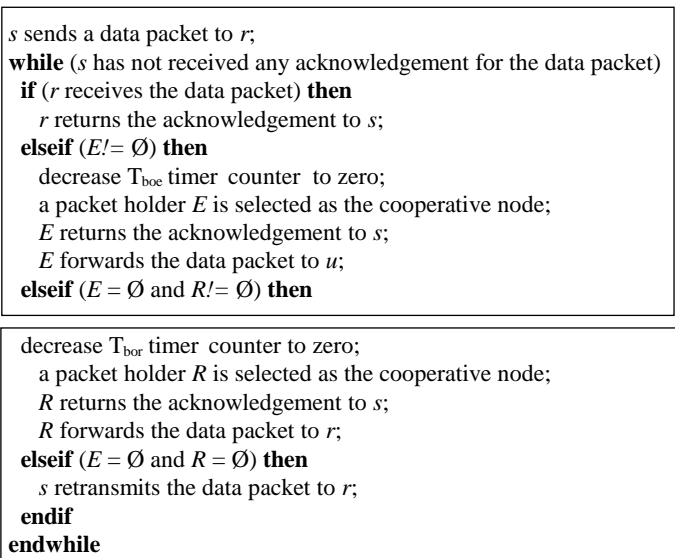 s sends a data packet to r;
while (s has not received any acknowledgement for the data packet)
if (r receives the data packet) then
r returns the acknowledgement to s;
elseif (E!= Ø) then
decrease Tboe timer counter to zero;
a packet holder E is selected as the cooperative node;
E returns the acknowledgement to s;
E forwards the data packet to u;
elseif (E = Ø and R!= Ø) then
decrease Tbor timer counter to zero;
a packet holder R is selected as the cooperative node;
R returns the acknowledgement to s;
R forwards the data packet to r;
elseif (E = Ø and R = Ø) then
s retransmits the data packet to r;
endif
endwhile